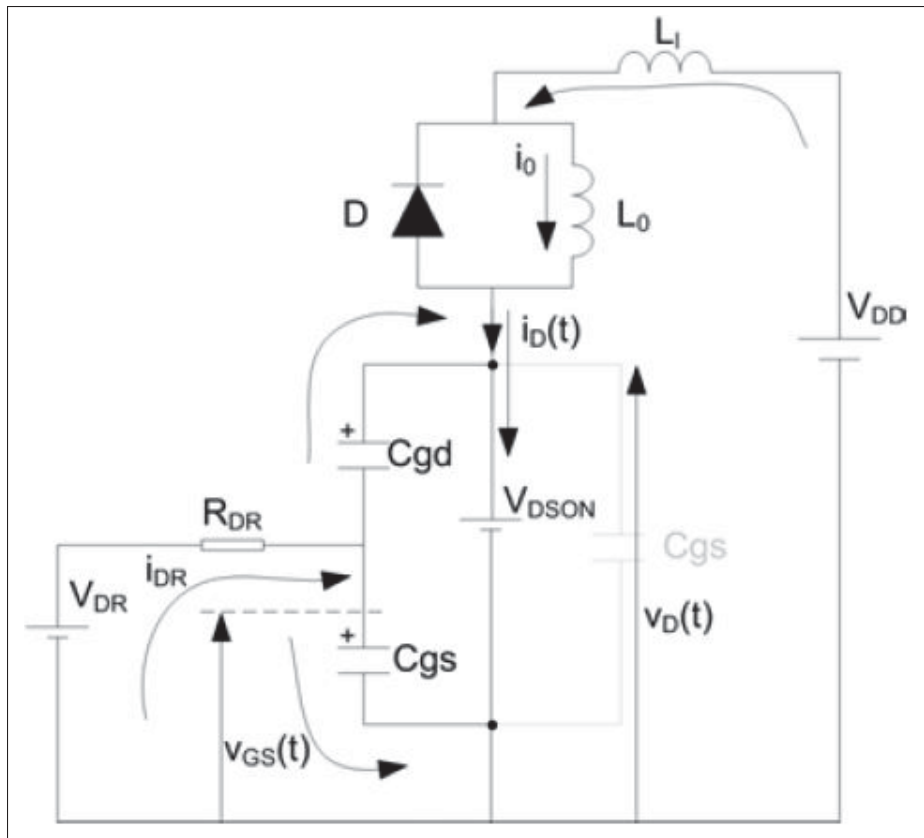 LI
i0
D
L0
VDD
iD(t)
+
Cgd
RDR
VDSON
Cgs
iDR
VDR
vD(t)
+
Cgs
vGS(t)